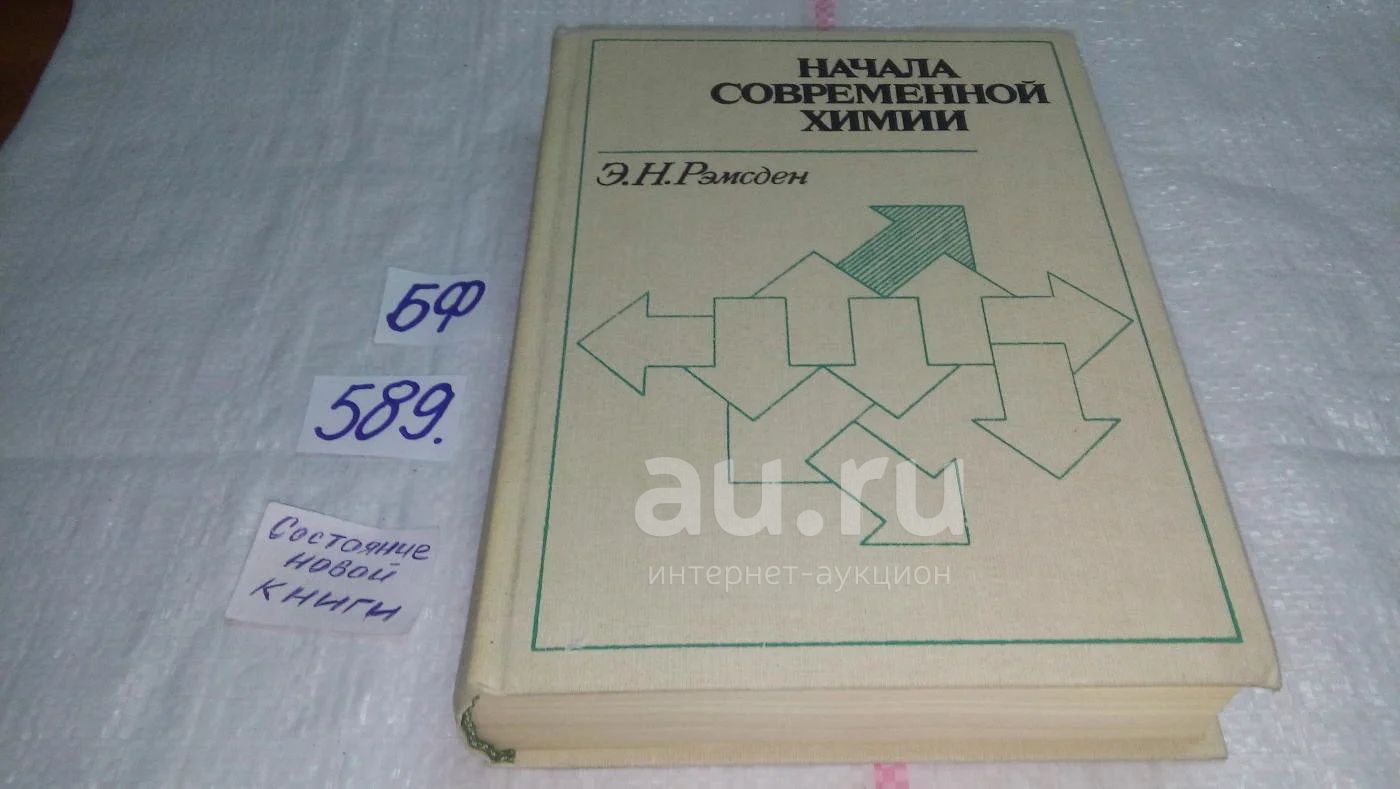 НАЧАЛА
СОВРЕМЕННОЙ
ХИМИИ
Э.Н.Рэмсден
БФ
589.
Состояние
новой
книги
au.ru
интернет-аукцион